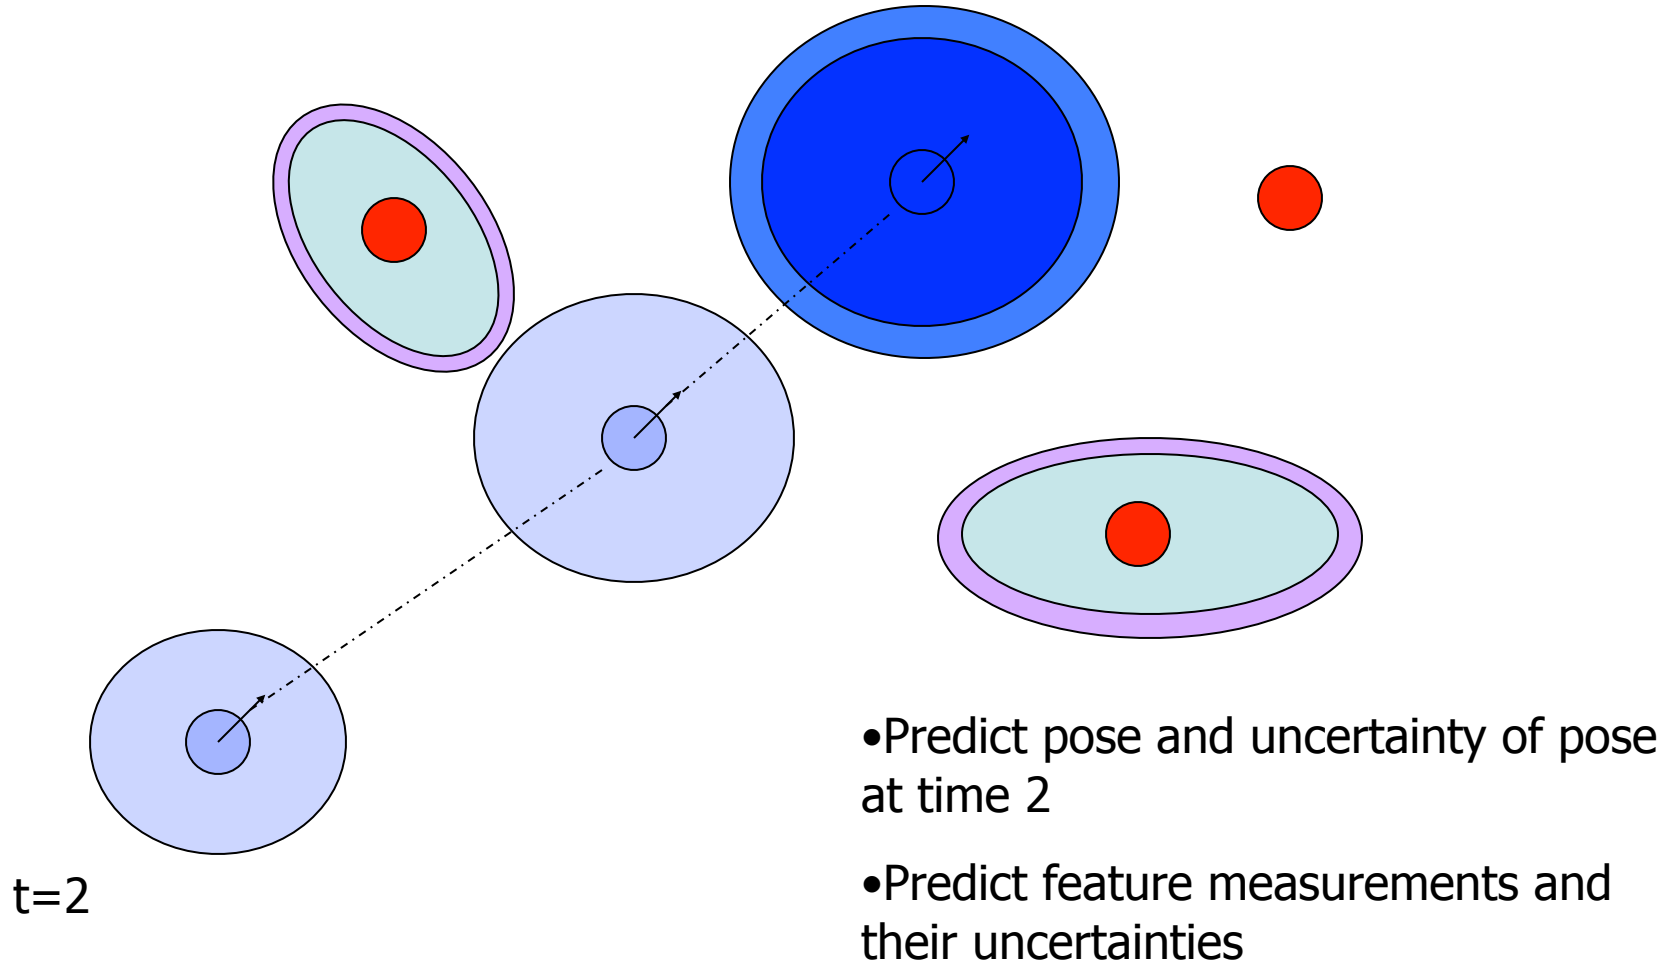 •Predict pose and uncertainty of pose
at time 2
•Predict feature measurements and
their uncertainties
t=2